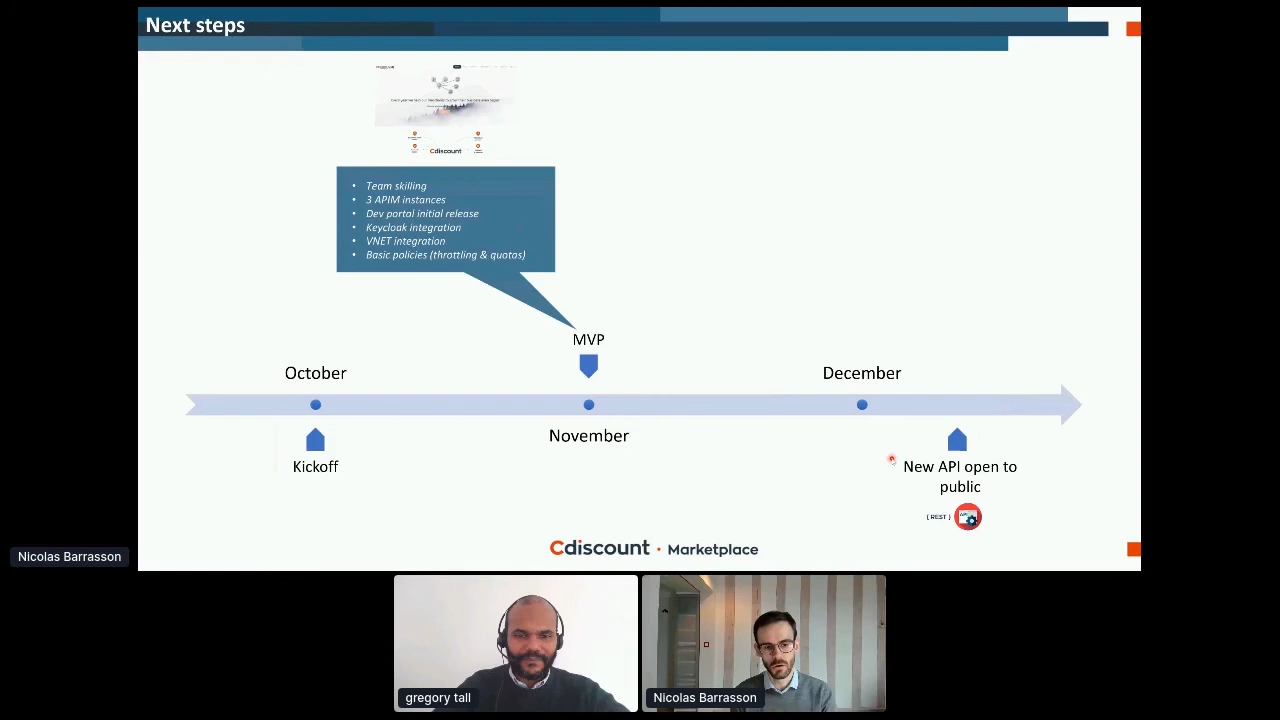 Next steps
Cdiscount
• Team skilling
• 3 APIM instances
• Dev portal initial release
• Keycloak integration
• VNET integration
• Basic policies (throttling & quotas)
MVP
October
December
November
Kickoff
New API open to
public
{ REST }
API
Cdiscount • Marketplace
Nicolas Barrasson
gregory tall
Nicolas Barrasson